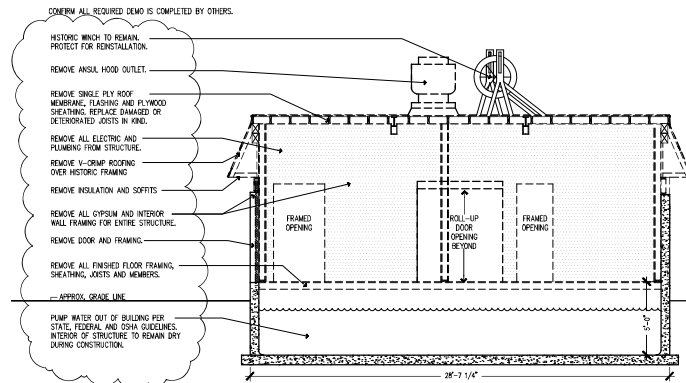 CONFIRM ALL REQUIRED DEMO IS COMPLETED BY OTHERS.
HISTORIC WINCH TO REMAIN.
PROTECT FOR REINSTALLATION.
REMOVE ANSUL HOOD OUTLET.
REMOVE SINGLE PLY ROOF
MEMBRANE, FLASHING AND PLYWOOD
SHEATHING. REPLACE DAMAGED OR
DETERIORATED JOISTS IN KIND.
REMOVE ALL ELECTRIC AND
PLUMBING FROM STRUCTURE.
REMOVE V-CRIMP ROOFING
OVER HISTORIC FRAMING
REMOVE INSULATION AND SOFFITS
REMOVE ALL GYPSUM AND INTERIOR
WALL FRAMING FOR ENTIRE STRUCTURE.
REMOVE DOOR AND FRAMING.
REMOVE ALL FINISHED FLOOR FRAMING,
SHEATHING, JOISTS AND MEMBERS.
APPROX. GRADE LINE
PUMP WATER OUT OF BUILDING PER
STATE, FEDERAL AND OSHA GUIDELINES.
INTERIOR OF STRUCTURE TO REMAIN DRY
DURING CONSTRUCTION.
FRAMED
OPENING
ROLL-UP
DOOR
OPENING
BEYOND
FRAMED
OPENING
5'-0"
28'-7 1/4"